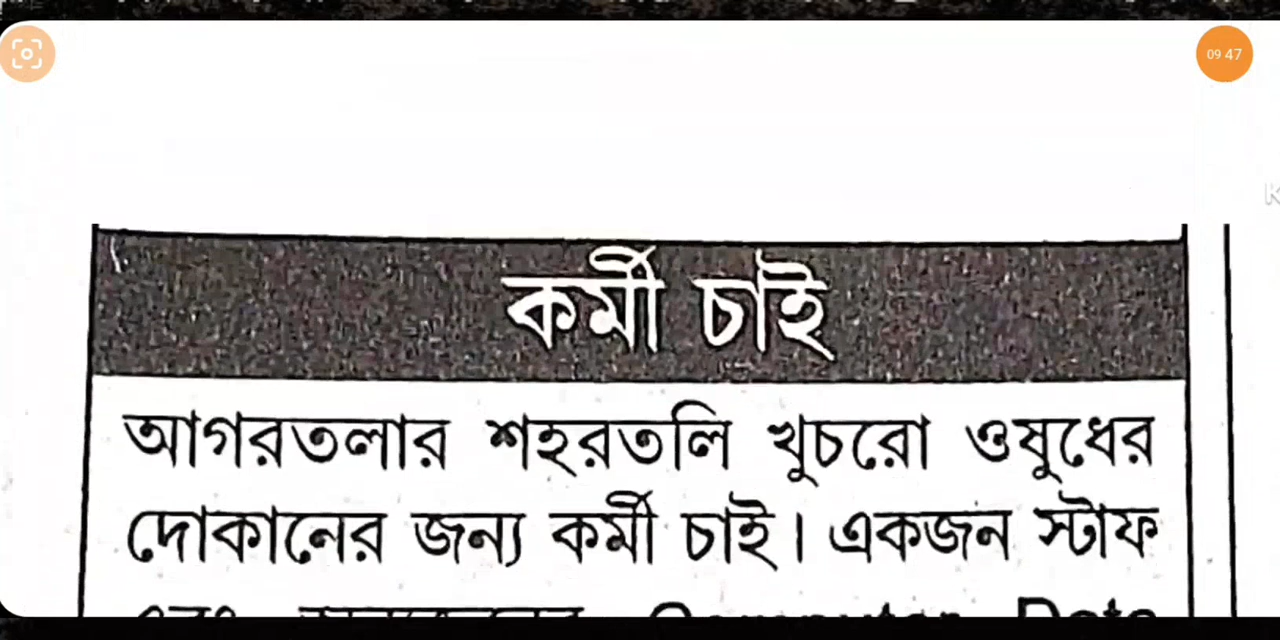 09 47
কর্মী চাই
আগরতলার শহরতলি খুচরো ওষুধের
দোকানের জন্য কর্মী চাই। একজন স্টাফ